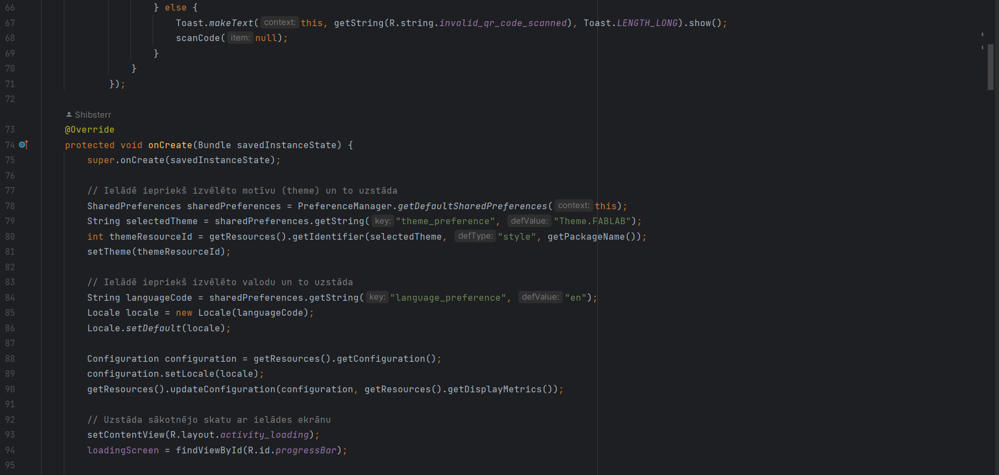 66 } else {
67 Toast.makeText( context: this, getString(R.string.invalid_qr_code_scanned), Toast.LENGTH_LONG).show();
68 scanCode( item: null);
69 }
70 }
71 });
72
Shibsterr
73 @Override
74 protected void onCreate(Bundle savedInstanceState) {
75 super.onCreate(savedInstanceState);
76
77 // Ielādē iepriekš izvēlēto motīvu (theme) un to uzstāda
78 SharedPreferences sharedPreferences = PreferenceManager.getDefaultSharedPreferences( context: this);
79 String selectedTheme = sharedPreferences.getString( key: "theme_preference", defValue: "Theme.FABLAB");
80 int themeResourceId = getResources().getIdentifier(selectedTheme, defType: "style", getPackageName());
81 setTheme(themeResourceId);
82
83 // Ielādē iepriekš izvēlēto valodu un to uzstāda
84 String languageCode = sharedPreferences.getString( key: "language_preference", defValue: "en");
85 Locale locale = new Locale(languageCode);
86 Locale.setDefault(locale);
87
88 Configuration configuration = getResources().getConfiguration();
89 configuration.setLocale(locale);
90 getResources().updateConfiguration(configuration, getResources().getDisplayMetrics());
91
92 // Uzstāda sākotnējo skatu ar ielādes ekrānu
93 setContentView(R.layout.activity_loading);
94 loadingScreen = findViewById(R.id.progressBar);
95